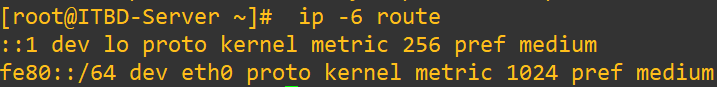 [root@ITBD-Server ~]#  ip -6 route
::1 dev lo proto kernel metric 256 pref medium
fe80::/64 dev eth0 proto kernel metric 1024 pref medium